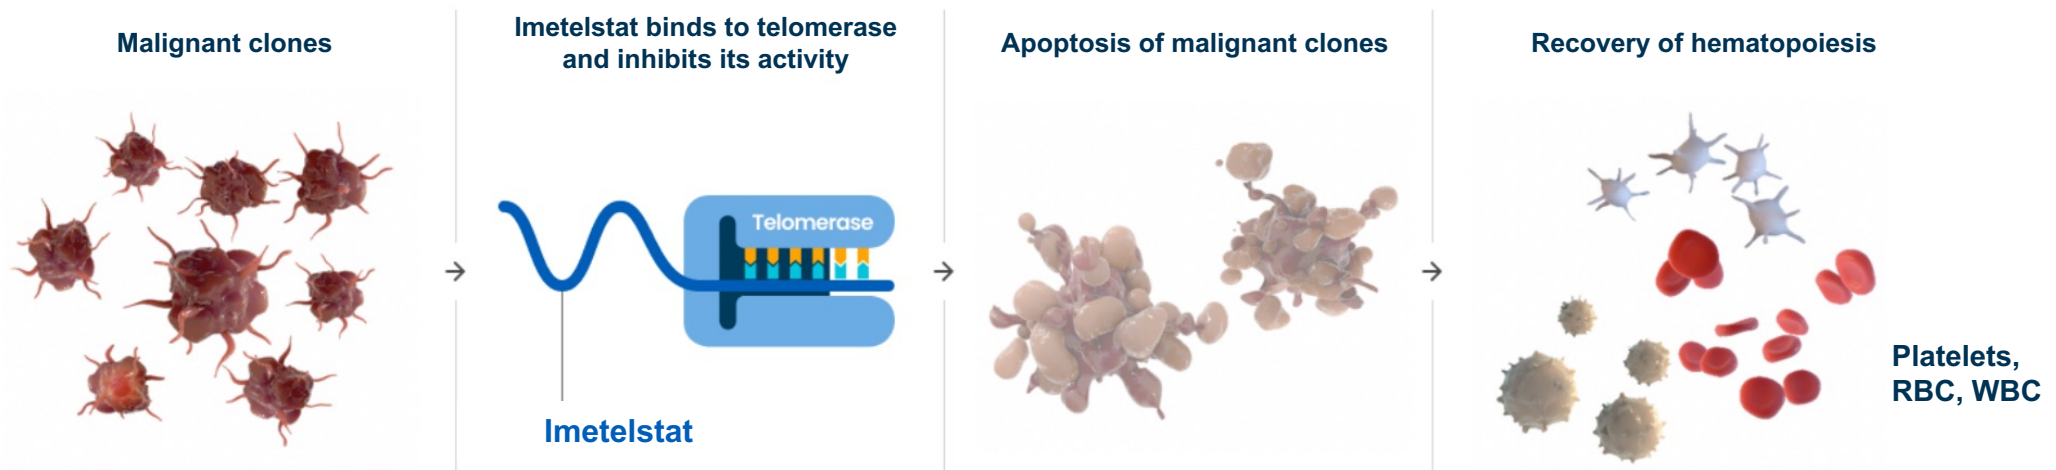 Malignant clones
Imetelstat binds to telomerase
and inhibits its activity
Apoptosis of malignant clones
Recovery of hematopoiesis
Telomerase
Imetelstat
Platelets,
RBC, WBC